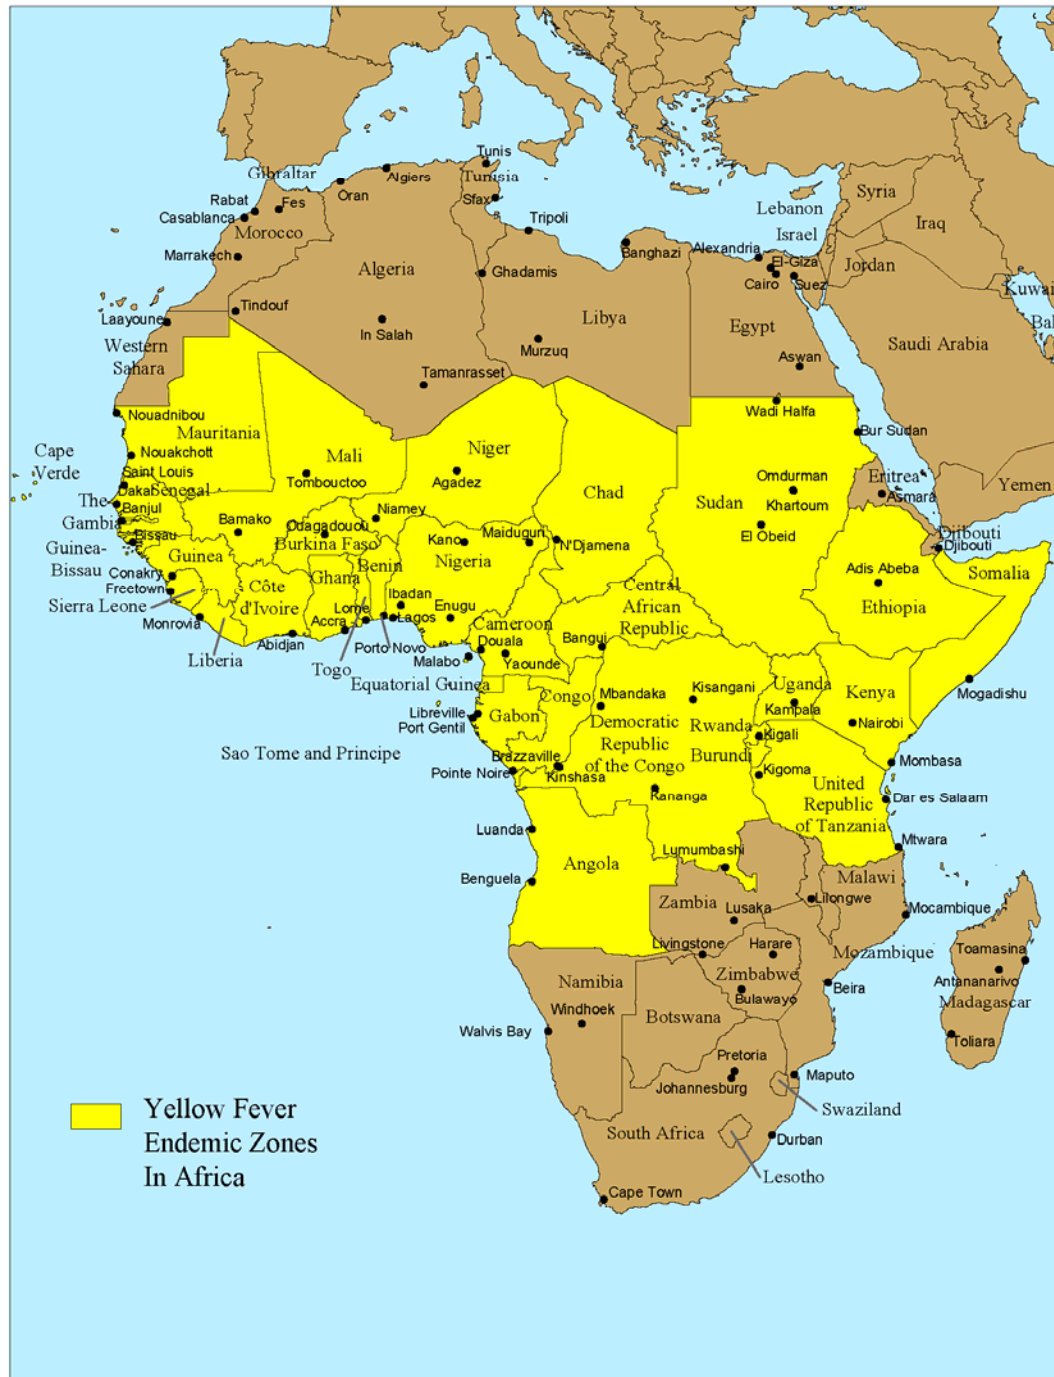 Tunis
Gibraltar
Algiers
Tunisia
Oran
Sfax
Rabat
Fes
Casablanca
Morocco
Tripoli
Lebanon
Syria
Iraq
Israel
Banghazi
Alexandria
El-Giza
Jordan
Marrakech
Algeria
Ghadamis
Cairo
Suez
Kuwai
Tindouf
Laayoune
In Salah
Libya
Egypt
Bal
Western
Sahara
Murzuq
Saudi Arabia
Aswan
Tamanrasset
Nouadnibou
Wadi Halfa
Mauritania
Bur Sudan
Cape
Verde
Nouakchott
Mali
Niger
Saint Louis
Tombouctoo
Agadez
Chad
Omdurman
Eritrea
Yemen
Daka
Senegal
Sudan
Khartoum
Asmara
The
Gambia
Banjul
Bamako
Ouagadouou
Niamey
El Obeid
Djibouti
Bissau
Burkina Faso
Kano
Maiduguri
N'Djamena
Djibouti
Guinea-
Bissau
Guinea
Benin
Nigeria
Adis Abeba
Somalia
Conakry
Ghana
Central
African
Republic
Freetown
Côte
d'Ivoire
Ibadan
Ethiopia
Sierra Leone
Lome
Enugu
Cameroon
Monrovia
Accra
Lagos
Bangui
Abidjan
Porto Novo
Douala
Liberia
Togo
Malabo
Yaounde
Equatorial Guinea
Congo
Mbandaka
Kisangani
Uganda
Kenya
Mogadishu
Libreville
Gabon
Kampala
Port Gentil
Democratic
Republic
of the Congo
Rwanda
Nairobi
Sao Tome and Principe
Kigali
Brazzaville
Burundi
Mombasa
Pointe Noire
Kinshasa
Kigoma
United
Republic
of Tanzania
Kananga
Dar es Salaam
Luanda
Mtwara
Angola
Lumumbashi
Malawi
Benguela
Zambia
Lilongwe
Lusaka
Mocambique
Livingstone
Harare
Mozambique
Toamasina
Namibia
Zimbabwe
Antananarivo
Bulawayo
Beira
Madagascar
Windhoek
Botswana
Walvis Bay
Toliara
Pretoria
Johannesburg
Maputo
Swaziland
Yellow Fever
Endemic Zones
In Africa
South Africa
Durban
Lesotho
Cape Town